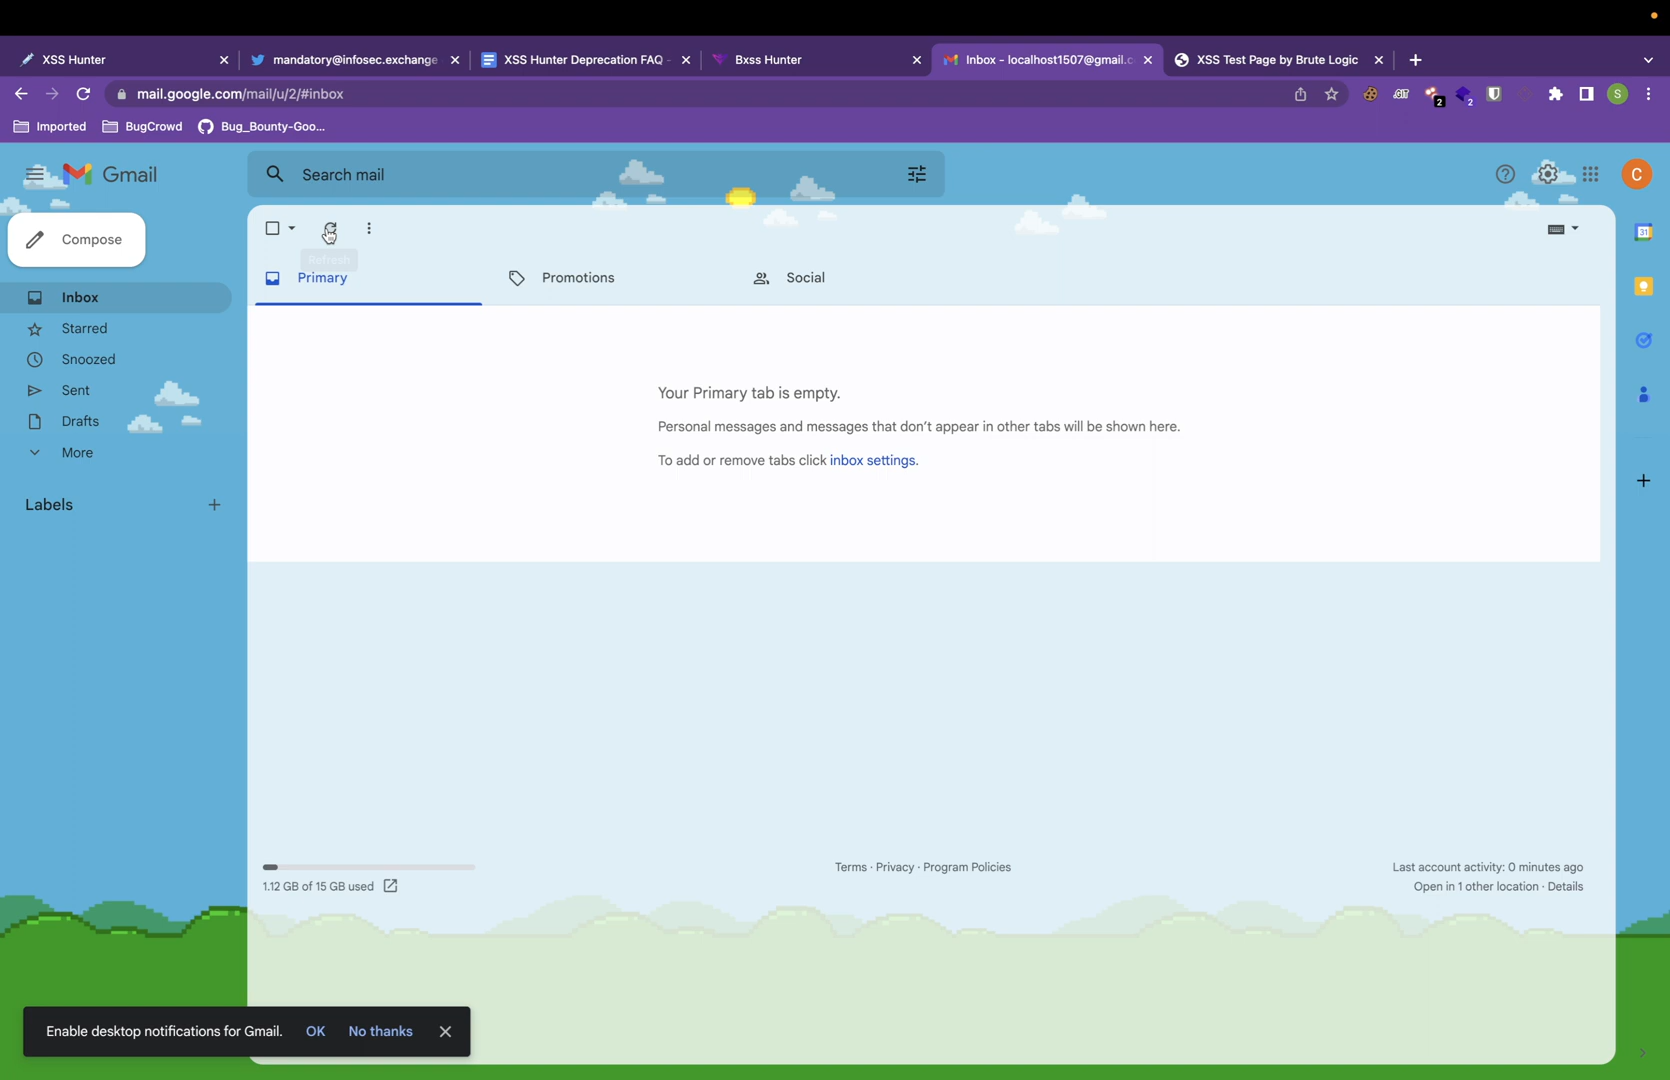 XSS Hunter
mandatory@infosec.exchange
XSS Hunter Deprecation FAQ -
Bxss Hunter
Inbox - localhost1507@gmail.c
XSS Test Page by Brute Logic
mail.google.com/mail/u/2/#inbox
2
2
S
Imported
BugCrowd
Bug_Bounty-Goo...
Gmail
Search mail
C
Compose
Refresh
31
Primary
Promotions
Social
Inbox
Starred
Snoozed
Sent
Drafts
More
Labels
Your Primary tab is empty.
Personal messages and messages that don't appear in other tabs will be shown here.
To add or remove tabs click inbox settings.
1.12 GB of 15 GB used
Terms · Privacy · Program Policies
Last account activity: 0 minutes ago
Open in 1 other location · Details
Enable desktop notifications for Gmail. OK No thanks